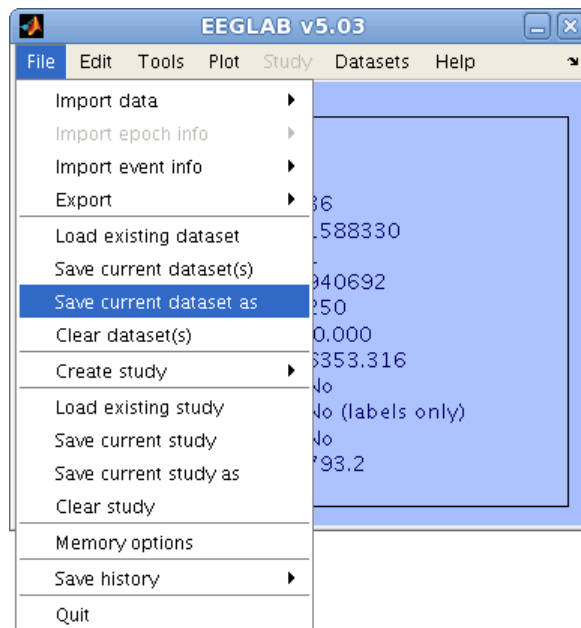 EEGLAB v5.03
File Edit Tools Plot Study Datasets Help
Import data
Import epoch info
Import event info
Export
Load existing dataset
Save current dataset(s)
Save current dataset as
Clear dataset(s)
Create study
Load existing study
Save current study
Save current study as
Clear study
Memory options
Save history
Quit
36
588330
940692
250
0.000
6353.316
No
No (labels only)
No
793.2